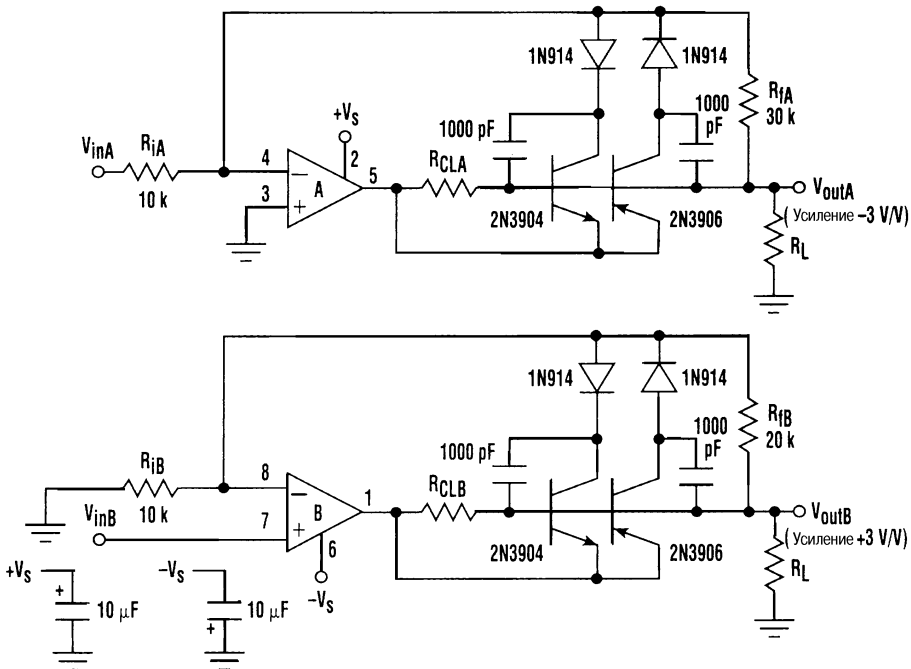 1N914
1N914
R_fA
30 k
1000 pF
1000
pF
+V_S
V_inA
R_iA
10 k
4
2
5
3
A
R_CLA
2N3904
2N3906
V_outA
(Усиление –3 V/V)
R_L
1N914
1N914
R_fB
20 k
1000 pF
1000
pF
R_iB
10 k
8
1
7
6
B
V_inB
R_CLB
2N3904
2N3906
V_outB
(Усиление +3 V/V)
R_L
–V_S
+V_S
+
10 µF
–V_S
+
10 µF